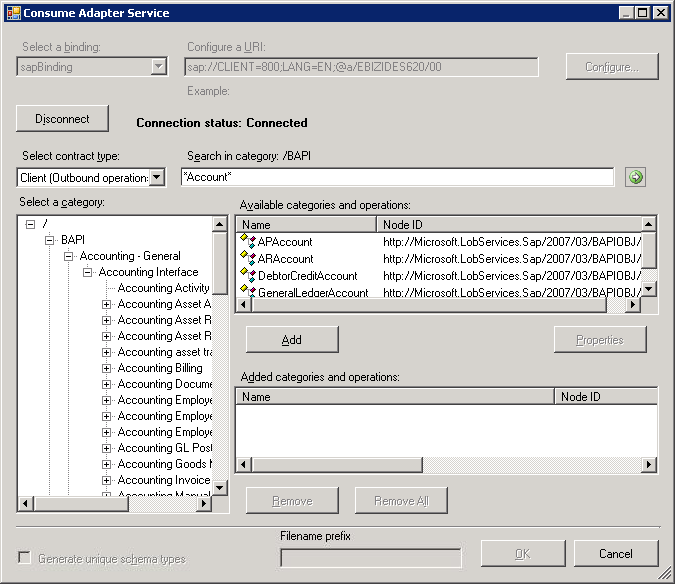 Consume Adapter Service
Select a binding:
Configure a URI:
sapBinding
sap://CLIENT=800;LANG=EN;@a/EBIZIDES620/00
Configure...
Example:
Disconnect
Connection status: Connected
Select contract type:
Search in category: /BAPI
Client (Outbound operation:
*Account*
Select a category:
/
BAPI
Accounting - General
Accounting Interface
Accounting Activity
Accounting Asset A
Accounting Asset R
Accounting Asset R
Accounting asset tra
Accounting Billing
Accounting Docume
Accounting Employe
Accounting Employe
Accounting Employe
Accounting GL Post
Accounting Goods M
Accounting Invoice
Accounting Manual
Available categories and operations:
Name
Node ID
APAccount
http://Microsoft.LobServices.Sap/2007/03/BAPIOBJ/
ARAccount
http://Microsoft.LobServices.Sap/2007/03/BAPIOBJ/
DebtorCreditAccount
http://Microsoft.LobServices.Sap/2007/03/BAPIOBJ/
GeneralLedgerAccount
http://Microsoft.LobServices.Sap/2007/03/BAPIOBJ/
Add
Properties
Added categories and operations:
Name
Node ID
Remove
Remove All
Generate unique schema types
Filename prefix
OK
Cancel